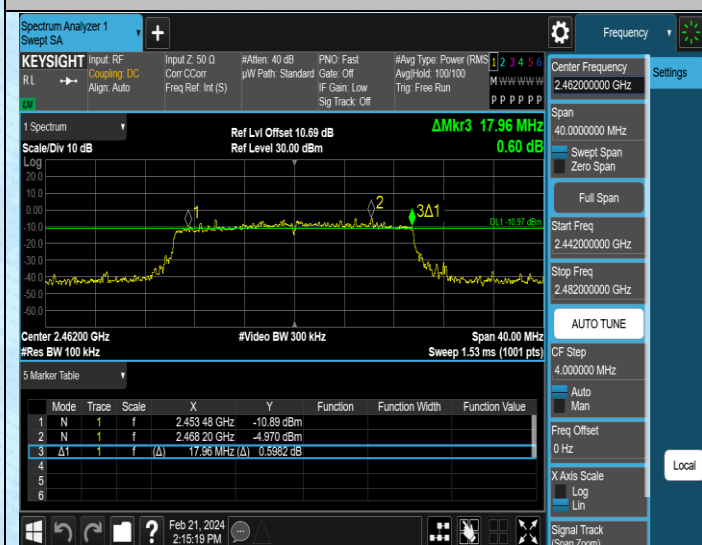 Spectrum Analyzer 1
Swept SA
+
Frequency
KEYSIGHT
RL
LXI
Input: RF
Coupling: DC
Align: Auto
Input Z: 50 Ω
Corr CCorr
Freq Ref: Int (S)
#Atten: 40 dB
µW Path: Standard
PNO: Fast
Gate: Off
IF Gain: Low
Sig Track: Off
#Avg Type: Power (RMS
Avg|Hold: 100/100
Trig: Free Run
1 2 3 4 5 6
M W W W W W
P P P P P P
1 Spectrum
Scale/Div 10 dB
Ref Lvl Offset 10.69 dB
Ref Level 30.00 dBm
ΔMkr3 17.96 MHz
0.60 dB
Log
20.0
10.0
0.00
-10.0
-20.0
-30.0
-40.0
-50.0
-60.0
1
2
3Δ1
DL1 -10.97 dBm
Center 2.46200 GHz
#Video BW 300 kHz
Span 40.00 MHz
#Res BW 100 kHz
Sweep 1.53 ms (1001 pts)
5 Marker Table
Mode Trace Scale X Y Function Function Width Function Value
1 N 1 f 2.453 48 GHz -10.89 dBm
2 N 1 f 2.468 20 GHz -4.970 dBm
3 Δ1 1 f (Δ) 17.96 MHz (Δ) 0.5982 dB
4
5
6
?
Feb 21, 2024
2:15:19 PM
Center Frequency
2.462000000 GHz
Settings
Span
40.0000000 MHz
Swept Span
Zero Span
Full Span
Start Freq
2.442000000 GHz
Stop Freq
2.482000000 GHz
AUTO TUNE
CF Step
4.000000 MHz
Auto
Man
Freq Offset
0 Hz
X Axis Scale
Log
Lin
Local
Signal Track
(Span Zoom)